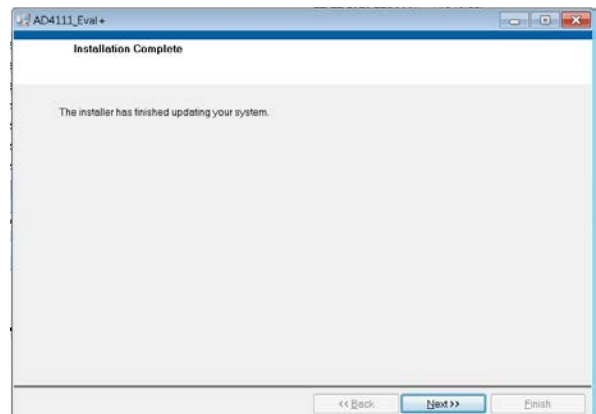 AD4111_Eval+
Installation Complete
The installer has finished updating your system.
<< Back Next >> Finish